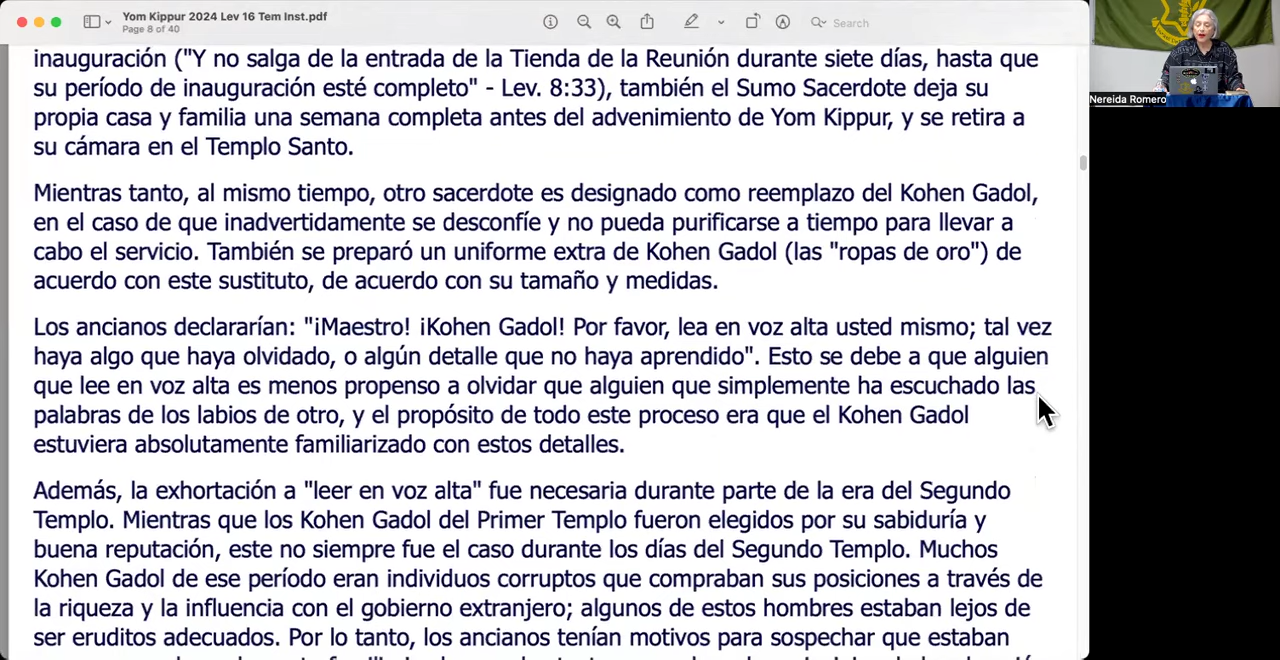 Yom Kippur 2024 Lev 16 Tem Inst.pdf
Page 8 of 40
Search
Nereida Romero
inauguración ("Y no salga de la entrada de la Tienda de la Reunión durante siete días, hasta que
su período de inauguración esté completo" - Lev. 8:33), también el Sumo Sacerdote deja su
propia casa y familia una semana completa antes del advenimiento de Yom Kippur, y se retira a
su cámara en el Templo Santo.
Mientras tanto, al mismo tiempo, otro sacerdote es designado como reemplazo del Kohen Gadol,
en el caso de que inadvertidamente se desconfíe y no pueda purificarse a tiempo para llevar a
cabo el servicio. También se preparó un uniforme extra de Kohen Gadol (las "ropas de oro") de
acuerdo con este sustituto, de acuerdo con su tamaño y medidas.
Los ancianos declararían: "¡Maestro! ¡Kohen Gadol! Por favor, lea en voz alta usted mismo; tal vez
haya algo que haya olvidado, o algún detalle que no haya aprendido". Esto se debe a que alguien
que lee en voz alta es menos propenso a olvidar que alguien que simplemente ha escuchado las
palabras de los labios de otro, y el propósito de todo este proceso era que el Kohen Gadol
estuviera absolutamente familiarizado con estos detalles.
Además, la exhortación a "leer en voz alta" fue necesaria durante parte de la era del Segundo
Templo. Mientras que los Kohen Gadol del Primer Templo fueron elegidos por su sabiduría y
buena reputación, este no siempre fue el caso durante los días del Segundo Templo. Muchos
Kohen Gadol de ese período eran individuos corruptos que compraban sus posiciones a través de
la riqueza y la influencia con el gobierno extranjero; algunos de estos hombres estaban lejos de
ser eruditos adecuados. Por lo tanto, los ancianos tenían motivos para sospechar que estaban